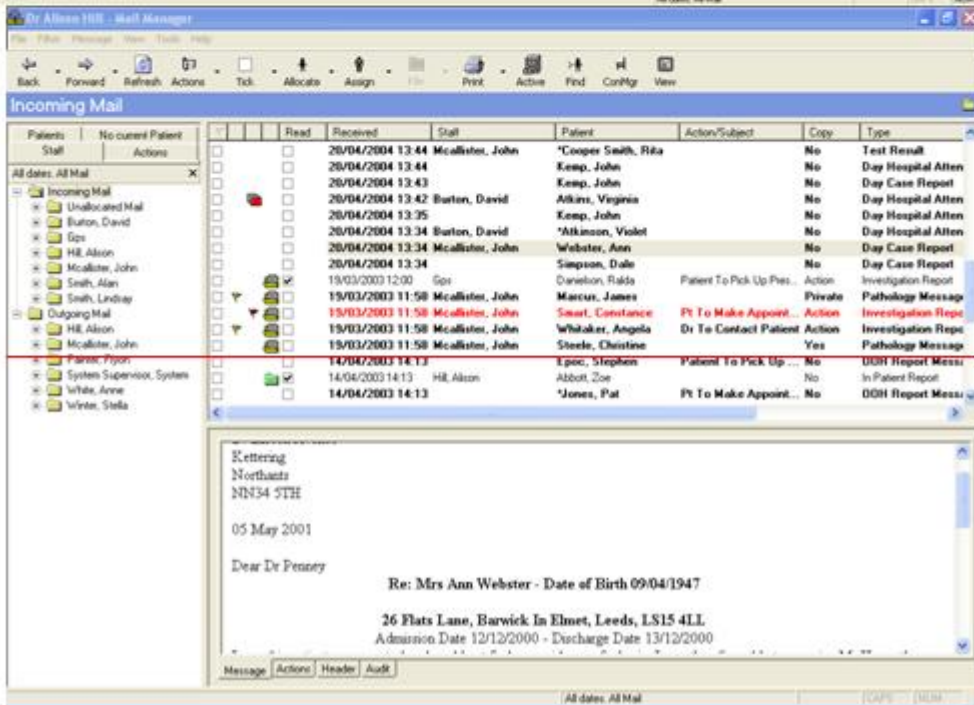 Dr Alison Hill - Mail Manager
File Filter Message View Tools Help
Back Forward Refresh Actions Tick Allocate Assign File Print Active Find ConMgr View
Incoming Mail
Patients No current Patient
Staff Actions
All dates. All Mail
Incoming Mail
Unallocated Mail
Burton, David
Gps
Hill, Alison
Mcallister, John
Smith, Alan
Smith, Lindsay
Outgoing Mail
Hill, Alison
Mcallister, John
System Supervisor, System
White, Anne
Winter, Stella
Read Received Staff Patient Action/Subject Copy Type
20/04/2004 13:44 Mcallister, John *Cooper Smith, Rita No Test Result
20/04/2004 13:44 Kemp, John No Day Hospital Atten
20/04/2004 13:43 Kemp, John No Day Case Report
20/04/2004 13:42 Burton, David Atkins, Virginia No Day Hospital Atten
20/04/2004 13:35 Kemp, John No Day Hospital Atten
20/04/2004 13:34 Burton, David *Atkinson, Violet No Day Hospital Atten
20/04/2004 13:34 Mcallister, John Webster, Ann No Day Case Report
20/04/2004 13:34 Simpson, Dale No Day Case Report
19/03/2003 12:00 Gps Danielson, Ralda Patient To Pick Up Pres... Action Investigation Report
19/03/2003 11:58 Mcallister, John Marcus, James Private Pathology Messag
19/03/2003 11:58 Mcallister, John Smart, Constance Pt To Make Appoint... Action Investigation Repo
19/03/2003 11:58 Mcallister, John Whitaker, Angela Dr To Contact Patient Action Investigation Repo
19/03/2003 11:58 Mcallister, John Steele, Christine Yes Pathology Messag
14/04/2003 14:13 Epoc, Stephen Patient To Pick Up ... No OOH Report Messa
14/04/2003 14:13 Hill, Alison Abbott, Zoe No In Patient Report
14/04/2003 14:13 *Jones, Pat Pt To Make Appoint... No OOH Report Messa
Kettering
Northants
NN34 5TH
05 May 2001
Dear Dr Penney
Re: Mrs Ann Webster - Date of Birth 09/04/1947
26 Flats Lane, Barwick In Elmet, Leeds, LS15 4LL
Admission Date 12/12/2000 - Discharge Date 13/12/2000
Message Actions Header Audit
All dates. All Mail CAPS NUM